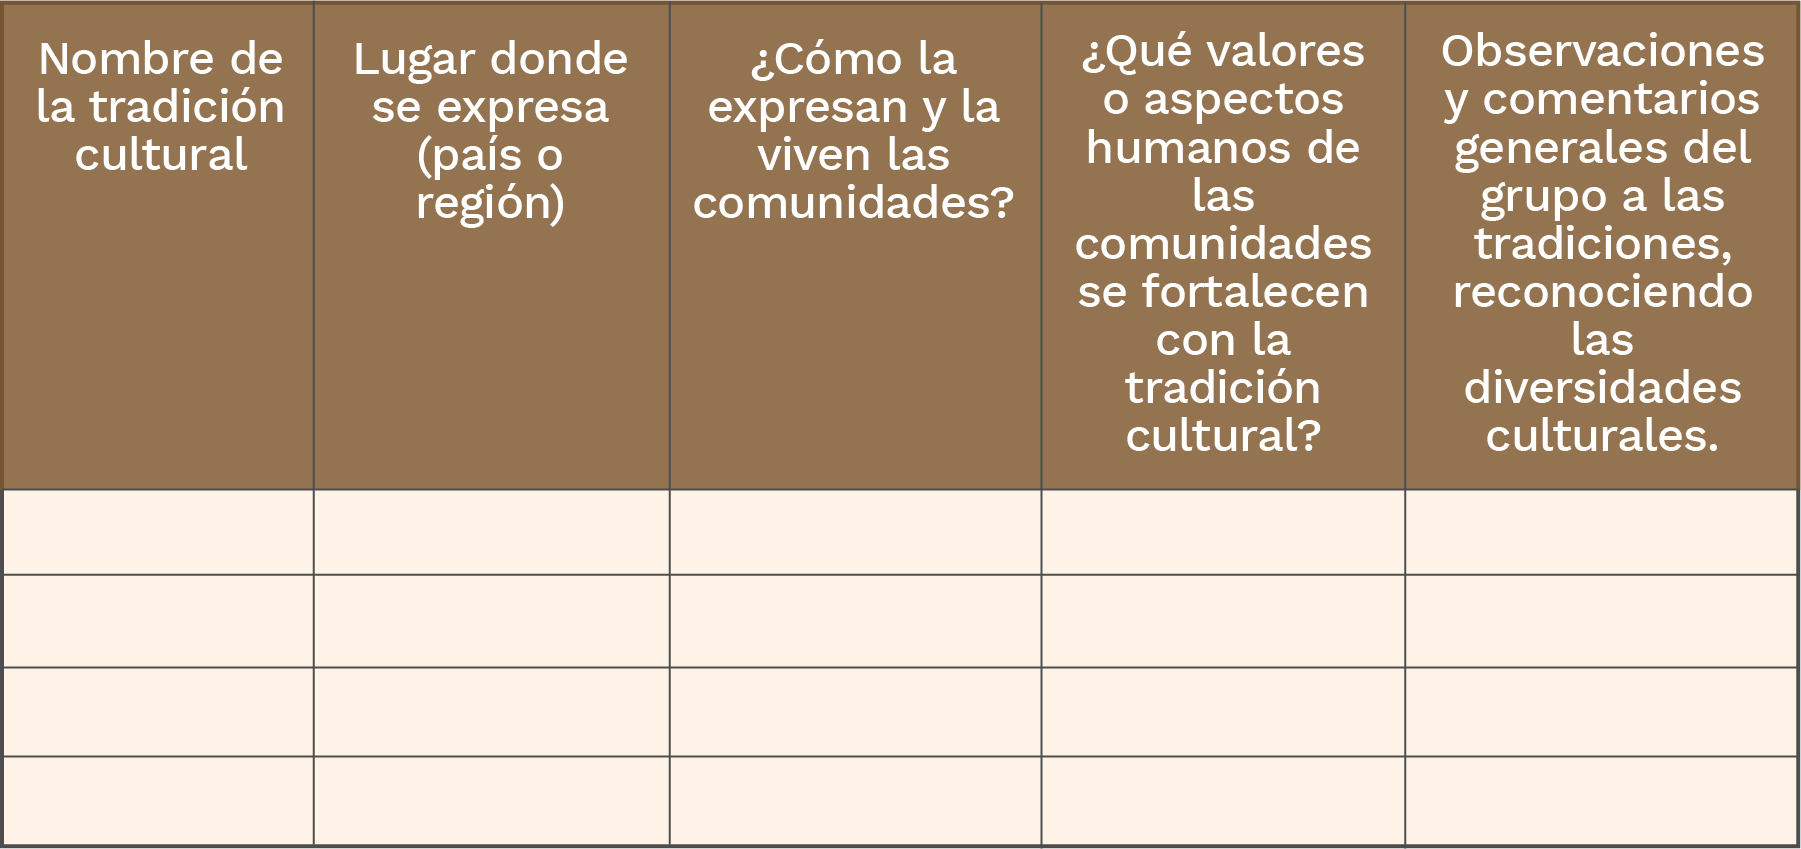 Nombre de
la tradición
cultural
Lugar donde
se expresa
(país o
región)
¿Cómo la
expresan y la
viven las
comunidades?
¿Qué valores
o aspectos
humanos de
las
comunidades
se fortalecen
con la
tradición
cultural?
Observaciones
y comentarios
generales del
grupo a las
tradiciones,
reconociendo
las
diversidades
culturales.